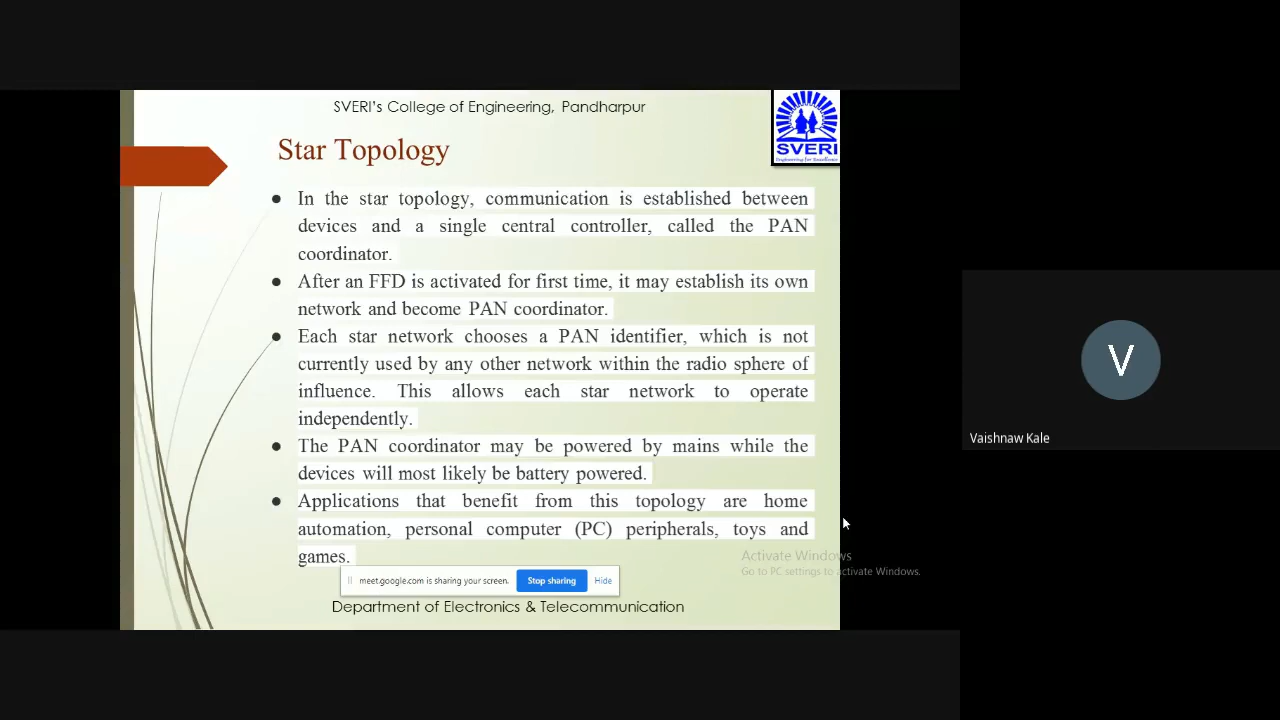 SVERI's College of Engineering, Pandharpur
SVERI
Engineering for Excellence
Star Topology
● In the star topology, communication is established between
devices and a single central controller, called the PAN
coordinator.
● After an FFD is activated for first time, it may establish its own
network and become PAN coordinator.
● Each star network chooses a PAN identifier, which is not
currently used by any other network within the radio sphere of
influence. This allows each star network to operate
independently.
● The PAN coordinator may be powered by mains while the
devices will most likely be battery powered.
● Applications that benefit from this topology are home
automation, personal computer (PC) peripherals, toys and
games.
meet.google.com is sharing your screen. Stop sharing Hide
Department of Electronics & Telecommunication
Activate Windows
Go to PC settings to activate Windows.
V
Vaishnaw Kale